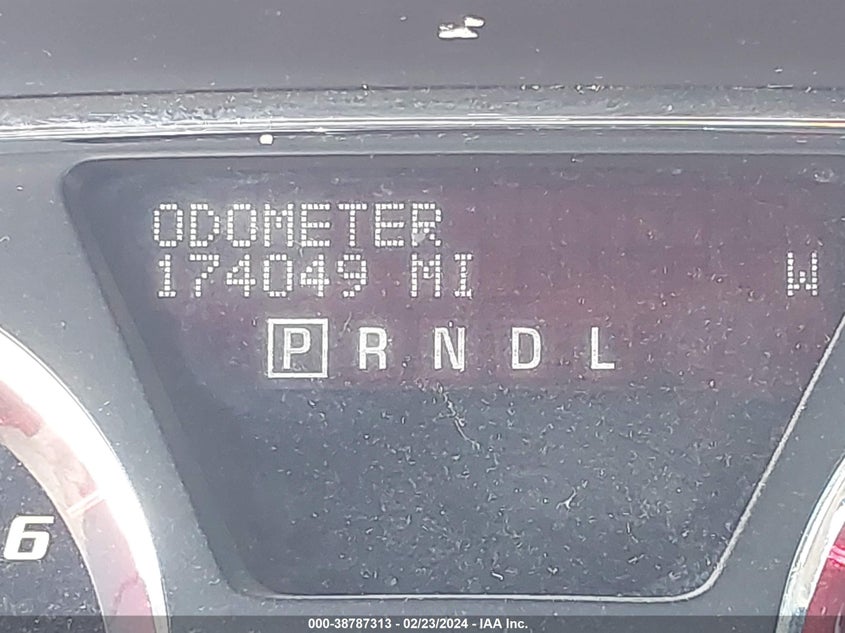 ODOMETER
174049 MI W
P R N D L
6
000-38787313 - 02/23/2024 - IAA Inc.